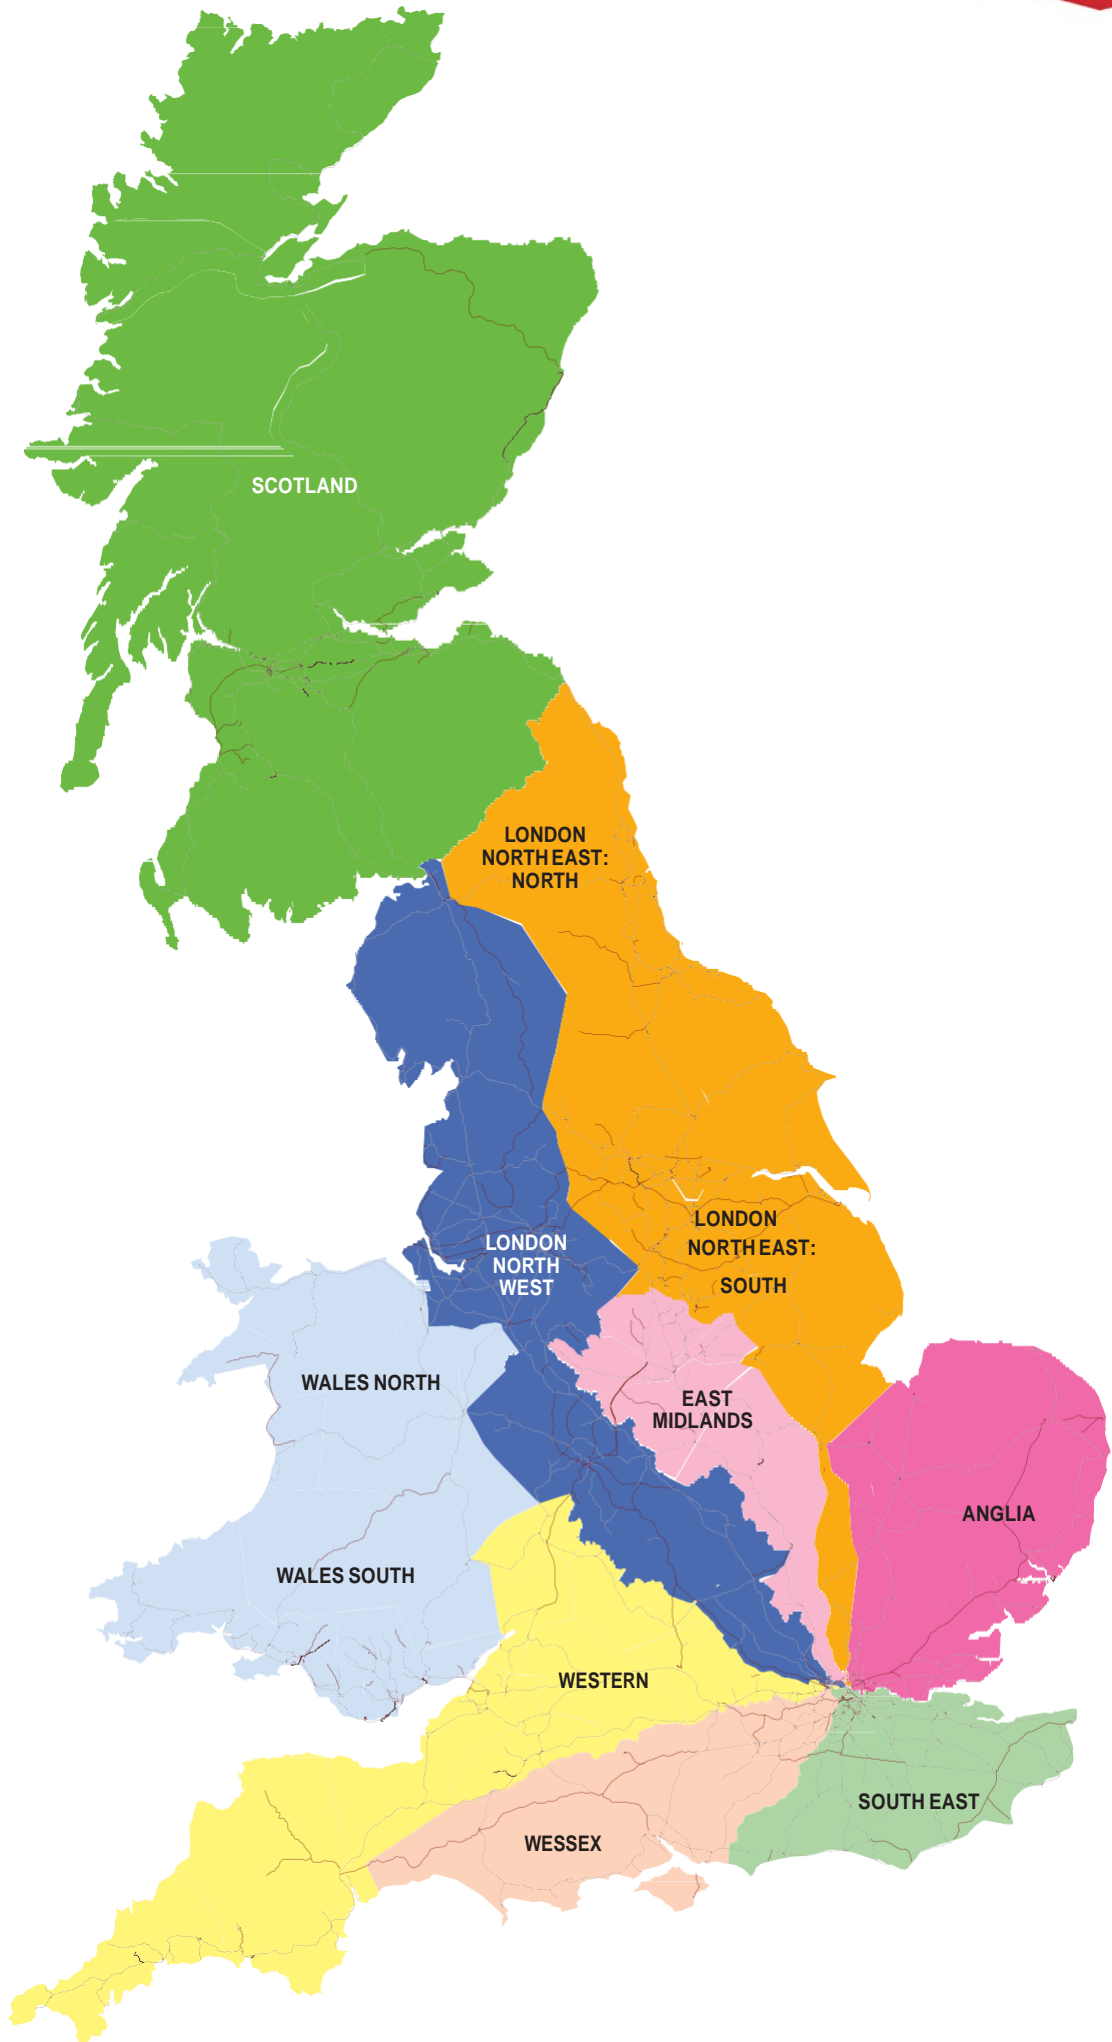 SCOTLAND
LONDON
NORTH EAST:
NORTH
LONDON
NORTH EAST:
SOUTH
LONDON
NORTH
WEST
WALES NORTH
EAST
MIDLANDS
ANGLIA
WALES SOUTH
WESTERN
SOUTH EAST
WESSEX